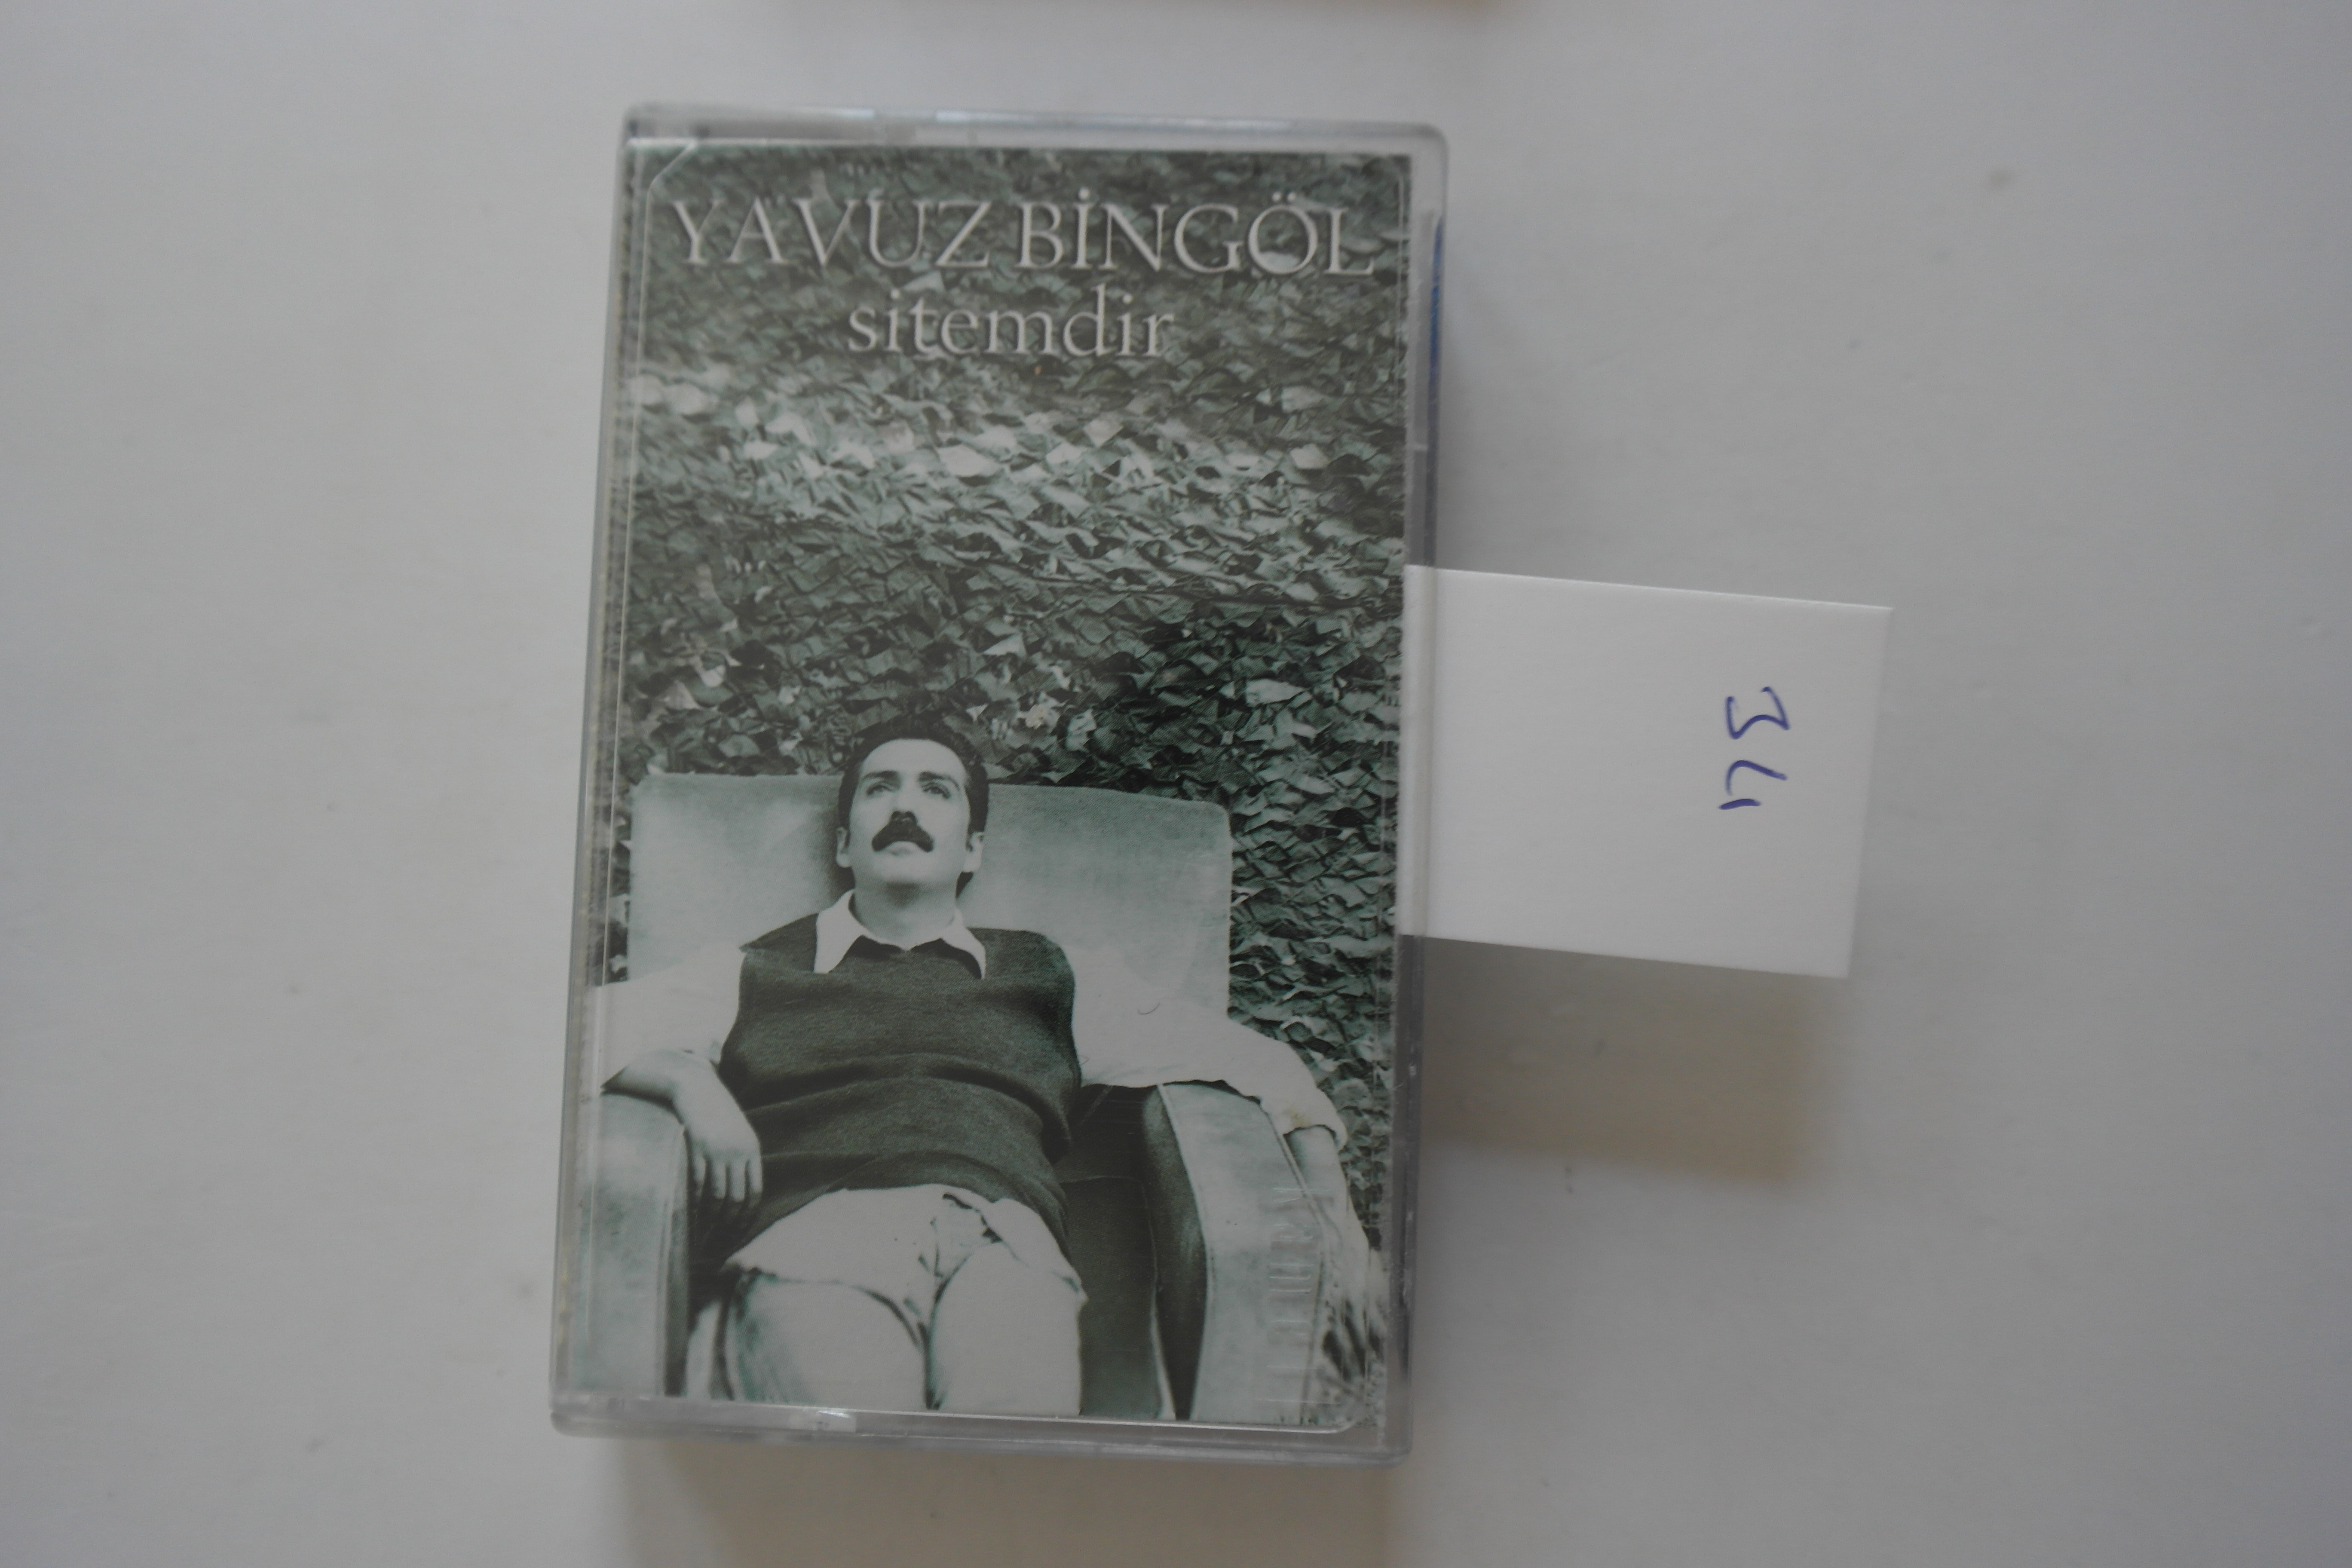 YAVUZ BİNGÖL
sitemdir
34